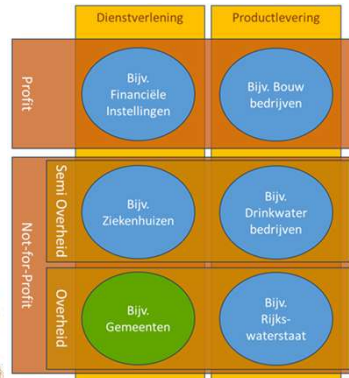 Dienstverlening
Productlevering
Profit
Bijv.
Financiële
Instellingen
Bijv. Bouw
bedrijven
Not-for-Profit
Semi Overheid
Bijv.
Ziekenhuizen
Bijv.
Drinkwater
bedrijven
Overheid
Bijv.
Gemeenten
Bijv.
Rijks-
waterstaat